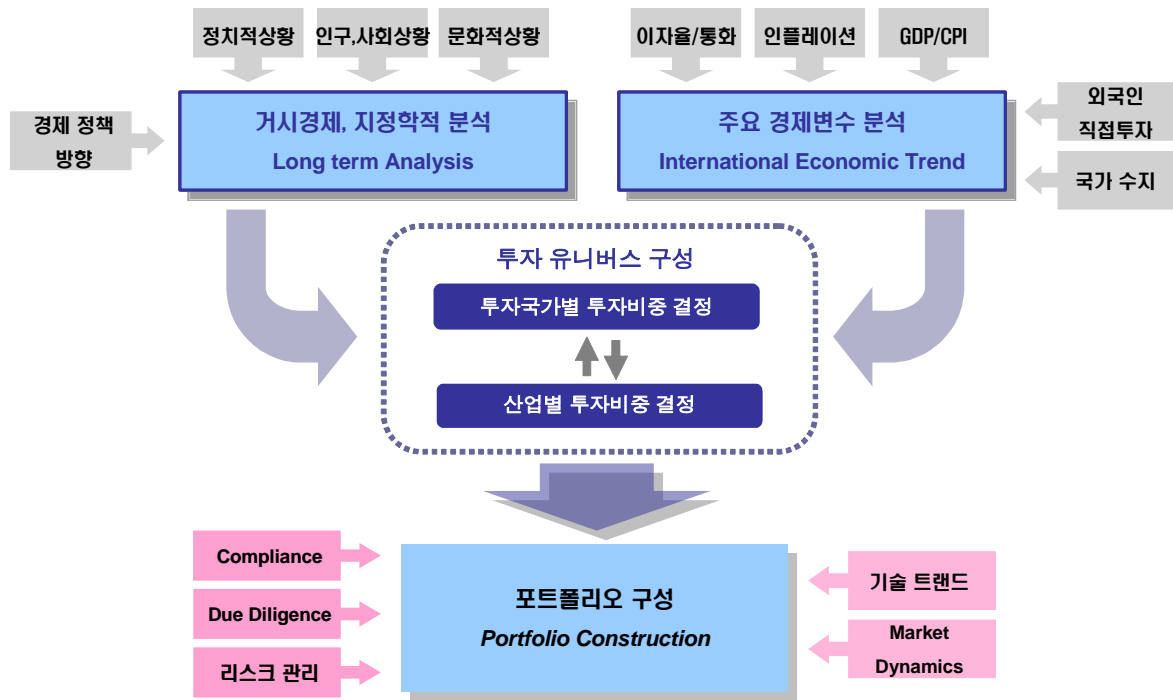 정치적상황
인구,사회상황
문화적상황
이자율/통화
인플레이션
GDP/CPI
경제 정책
방향
거시경제, 지정학적 분석
Long term Analysis
주요 경제변수 분석
International Economic Trend
외국인
직접투자
국가 수지
투자 유니버스 구성
투자국가별 투자비중 결정
산업별 투자비중 결정
Compliance
Due Diligence
리스크 관리
포트폴리오 구성
Portfolio Construction
기술 트랜드
Market
Dynamics